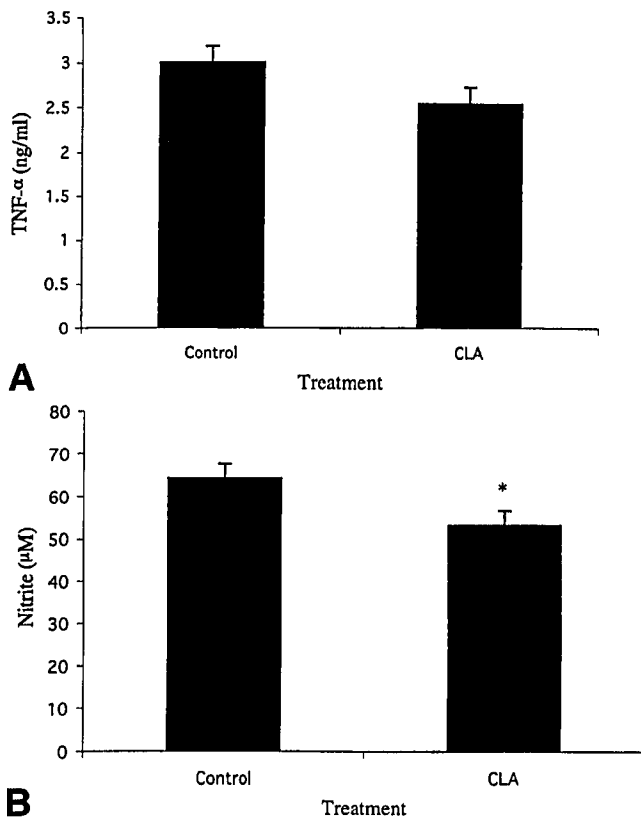 3.5
3
2.5
2
1.5
1
0.5
0
TNF-α (ng/ml)
Control CLA
Treatment
A
80
70
60
50
40
30
20
10
0
Nitrite (µM)
*
Control CLA
Treatment
B